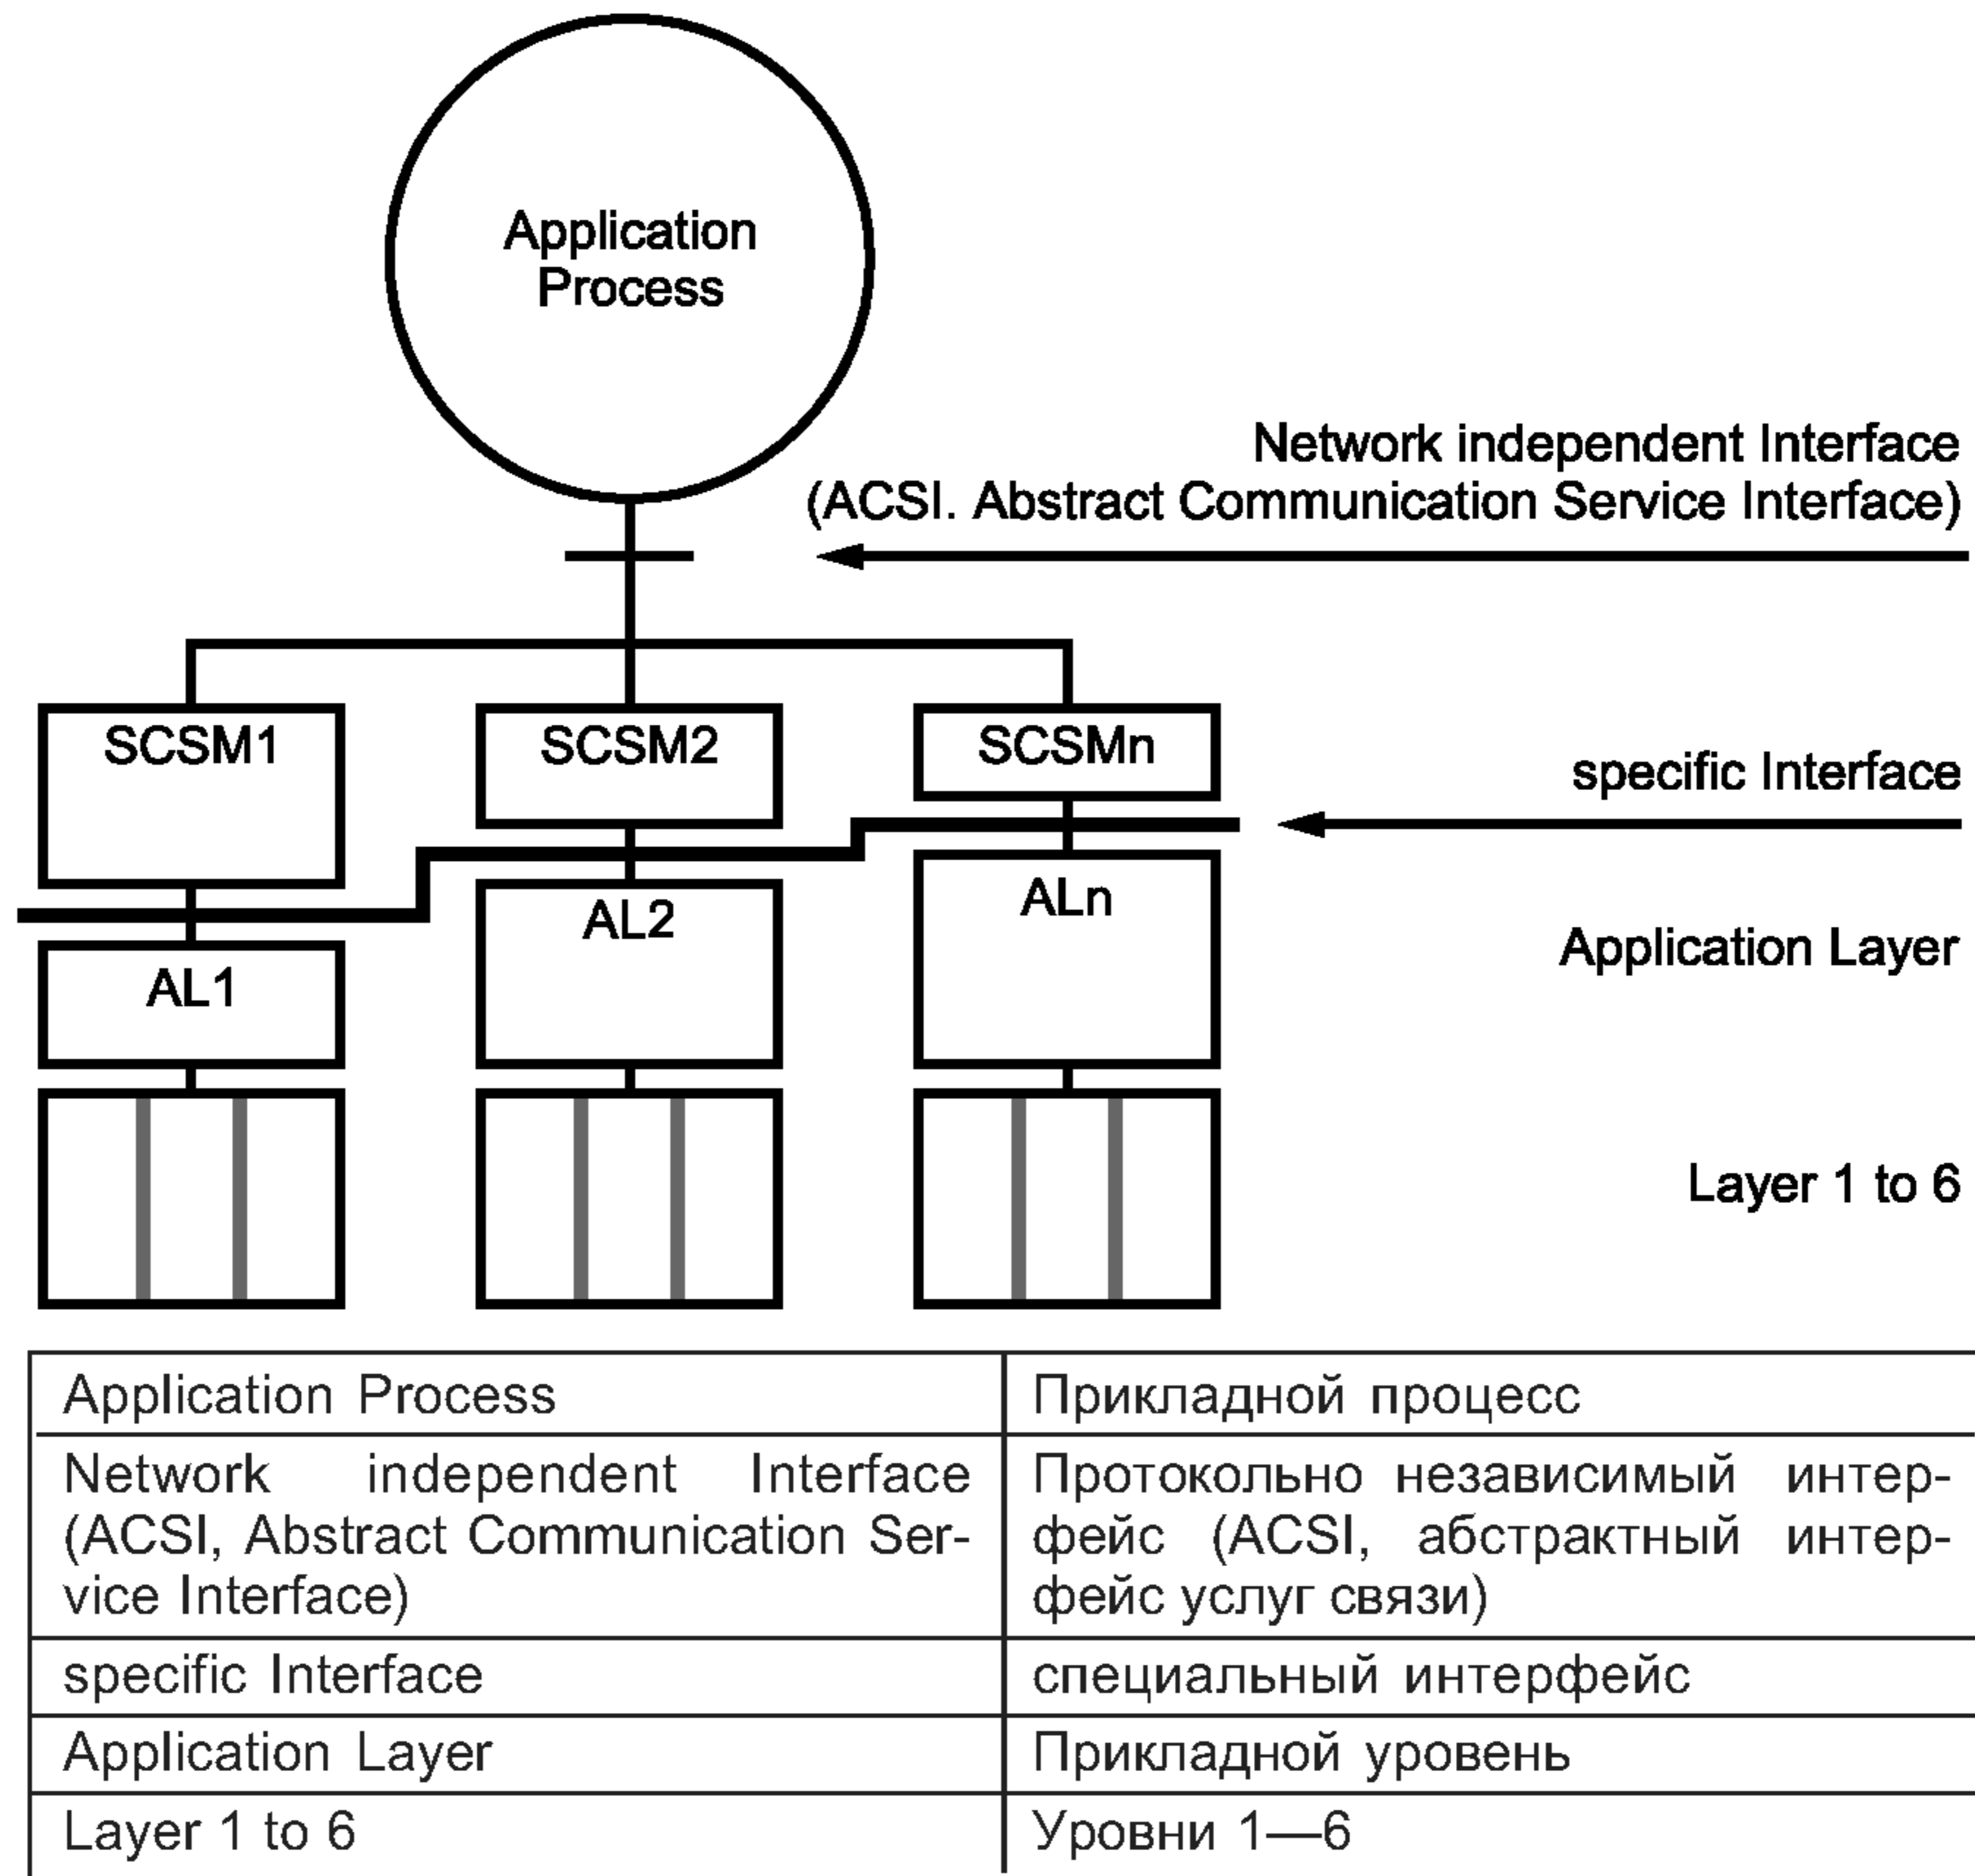 Application
Process
Network independent Interface
(ACSI. Abstract Communication Service Interface)
SCSM1
SCSM2
SCSMn
specific Interface
AL1
AL2
ALn
Application Layer
Layer 1 to 6
Application Process
Прикладной процесс
Network independent Interface
(ACSI, Abstract Communication Ser-
vice Interface)
Протокольно независимый интер-
фейс (ACSI, абстрактный интер-
фейс услуг связи)
specific Interface
специальный интерфейс
Application Layer
Прикладной уровень
Layer 1 to 6
Уровни 1—6